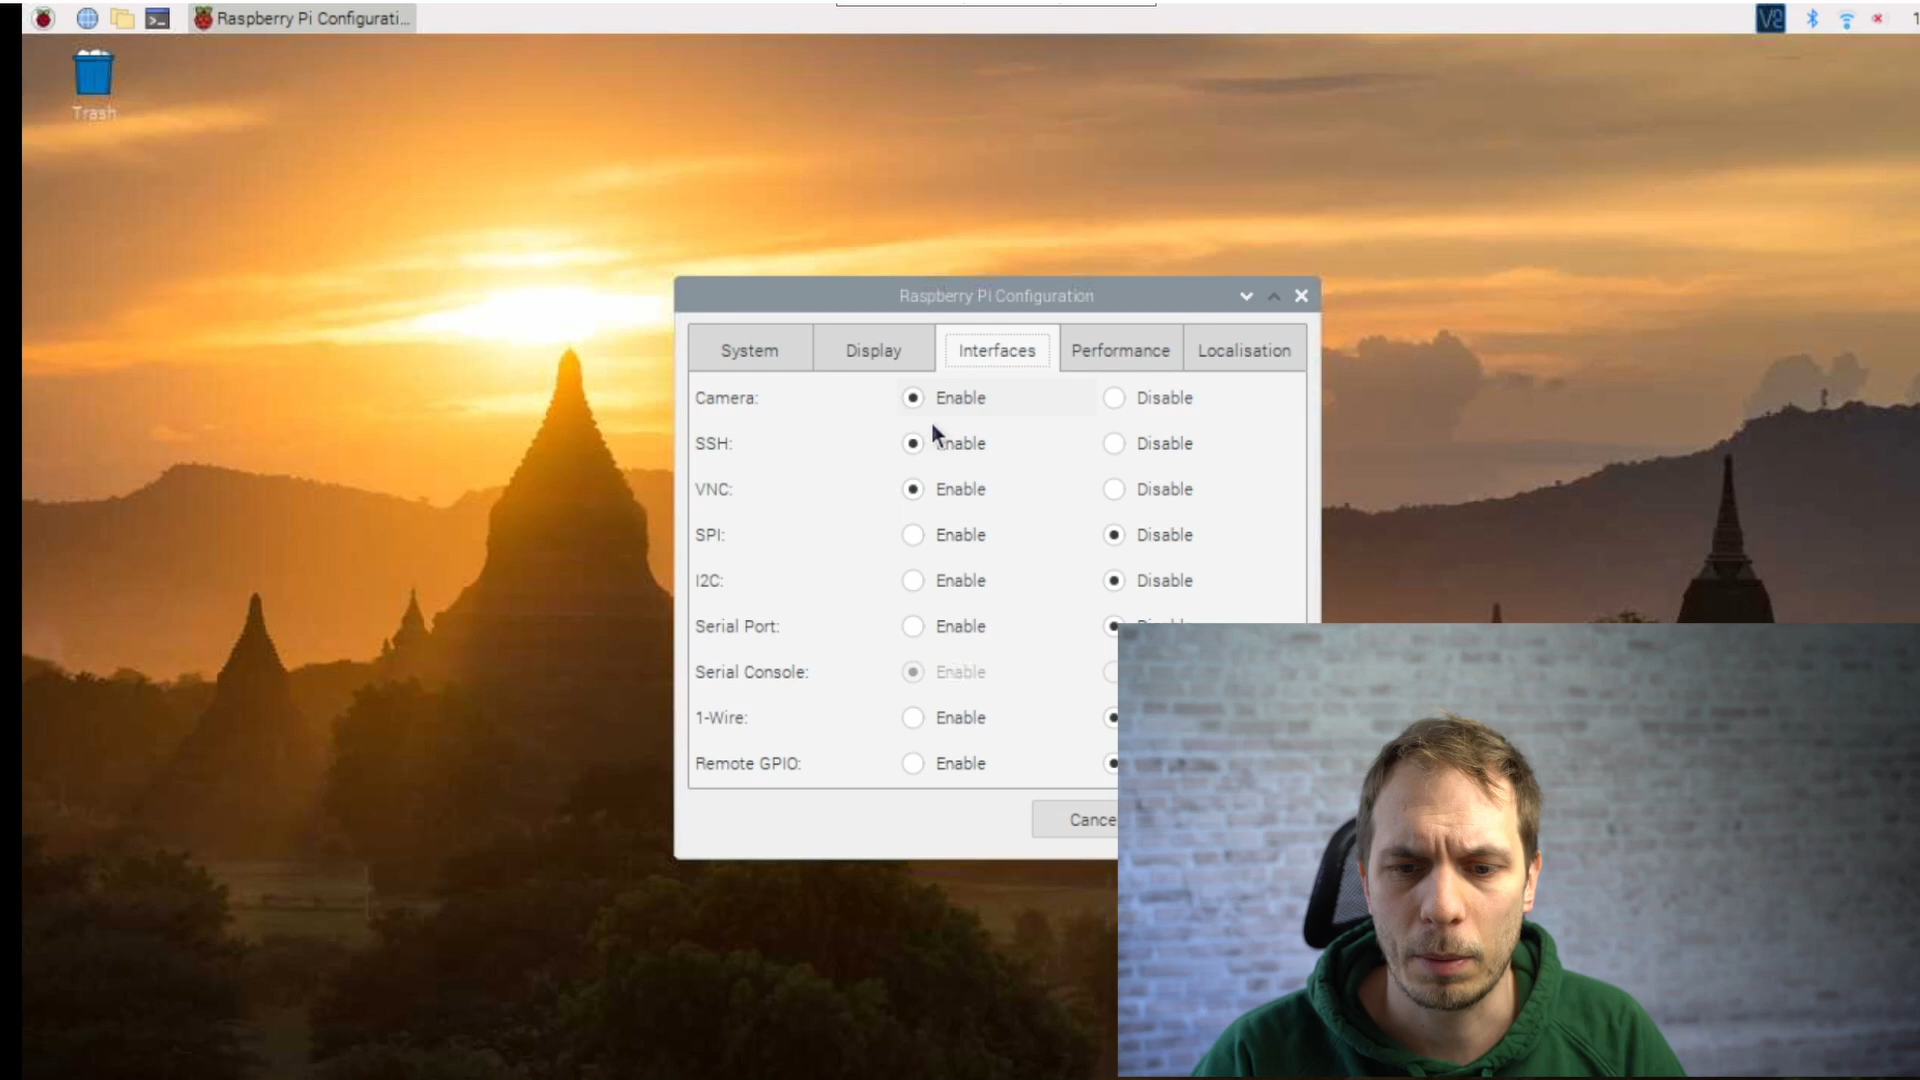 Raspberry Pi Configurati...
Trash
Raspberry Pi Configuration
System Display Interfaces Performance Localisation
Camera: Enable Disable
SSH: Enable Disable
VNC: Enable Disable
SPI: Enable Disable
I2C: Enable Disable
Serial Port: Enable
Serial Console: Enable
1-Wire: Enable
Remote GPIO: Enable
Cance